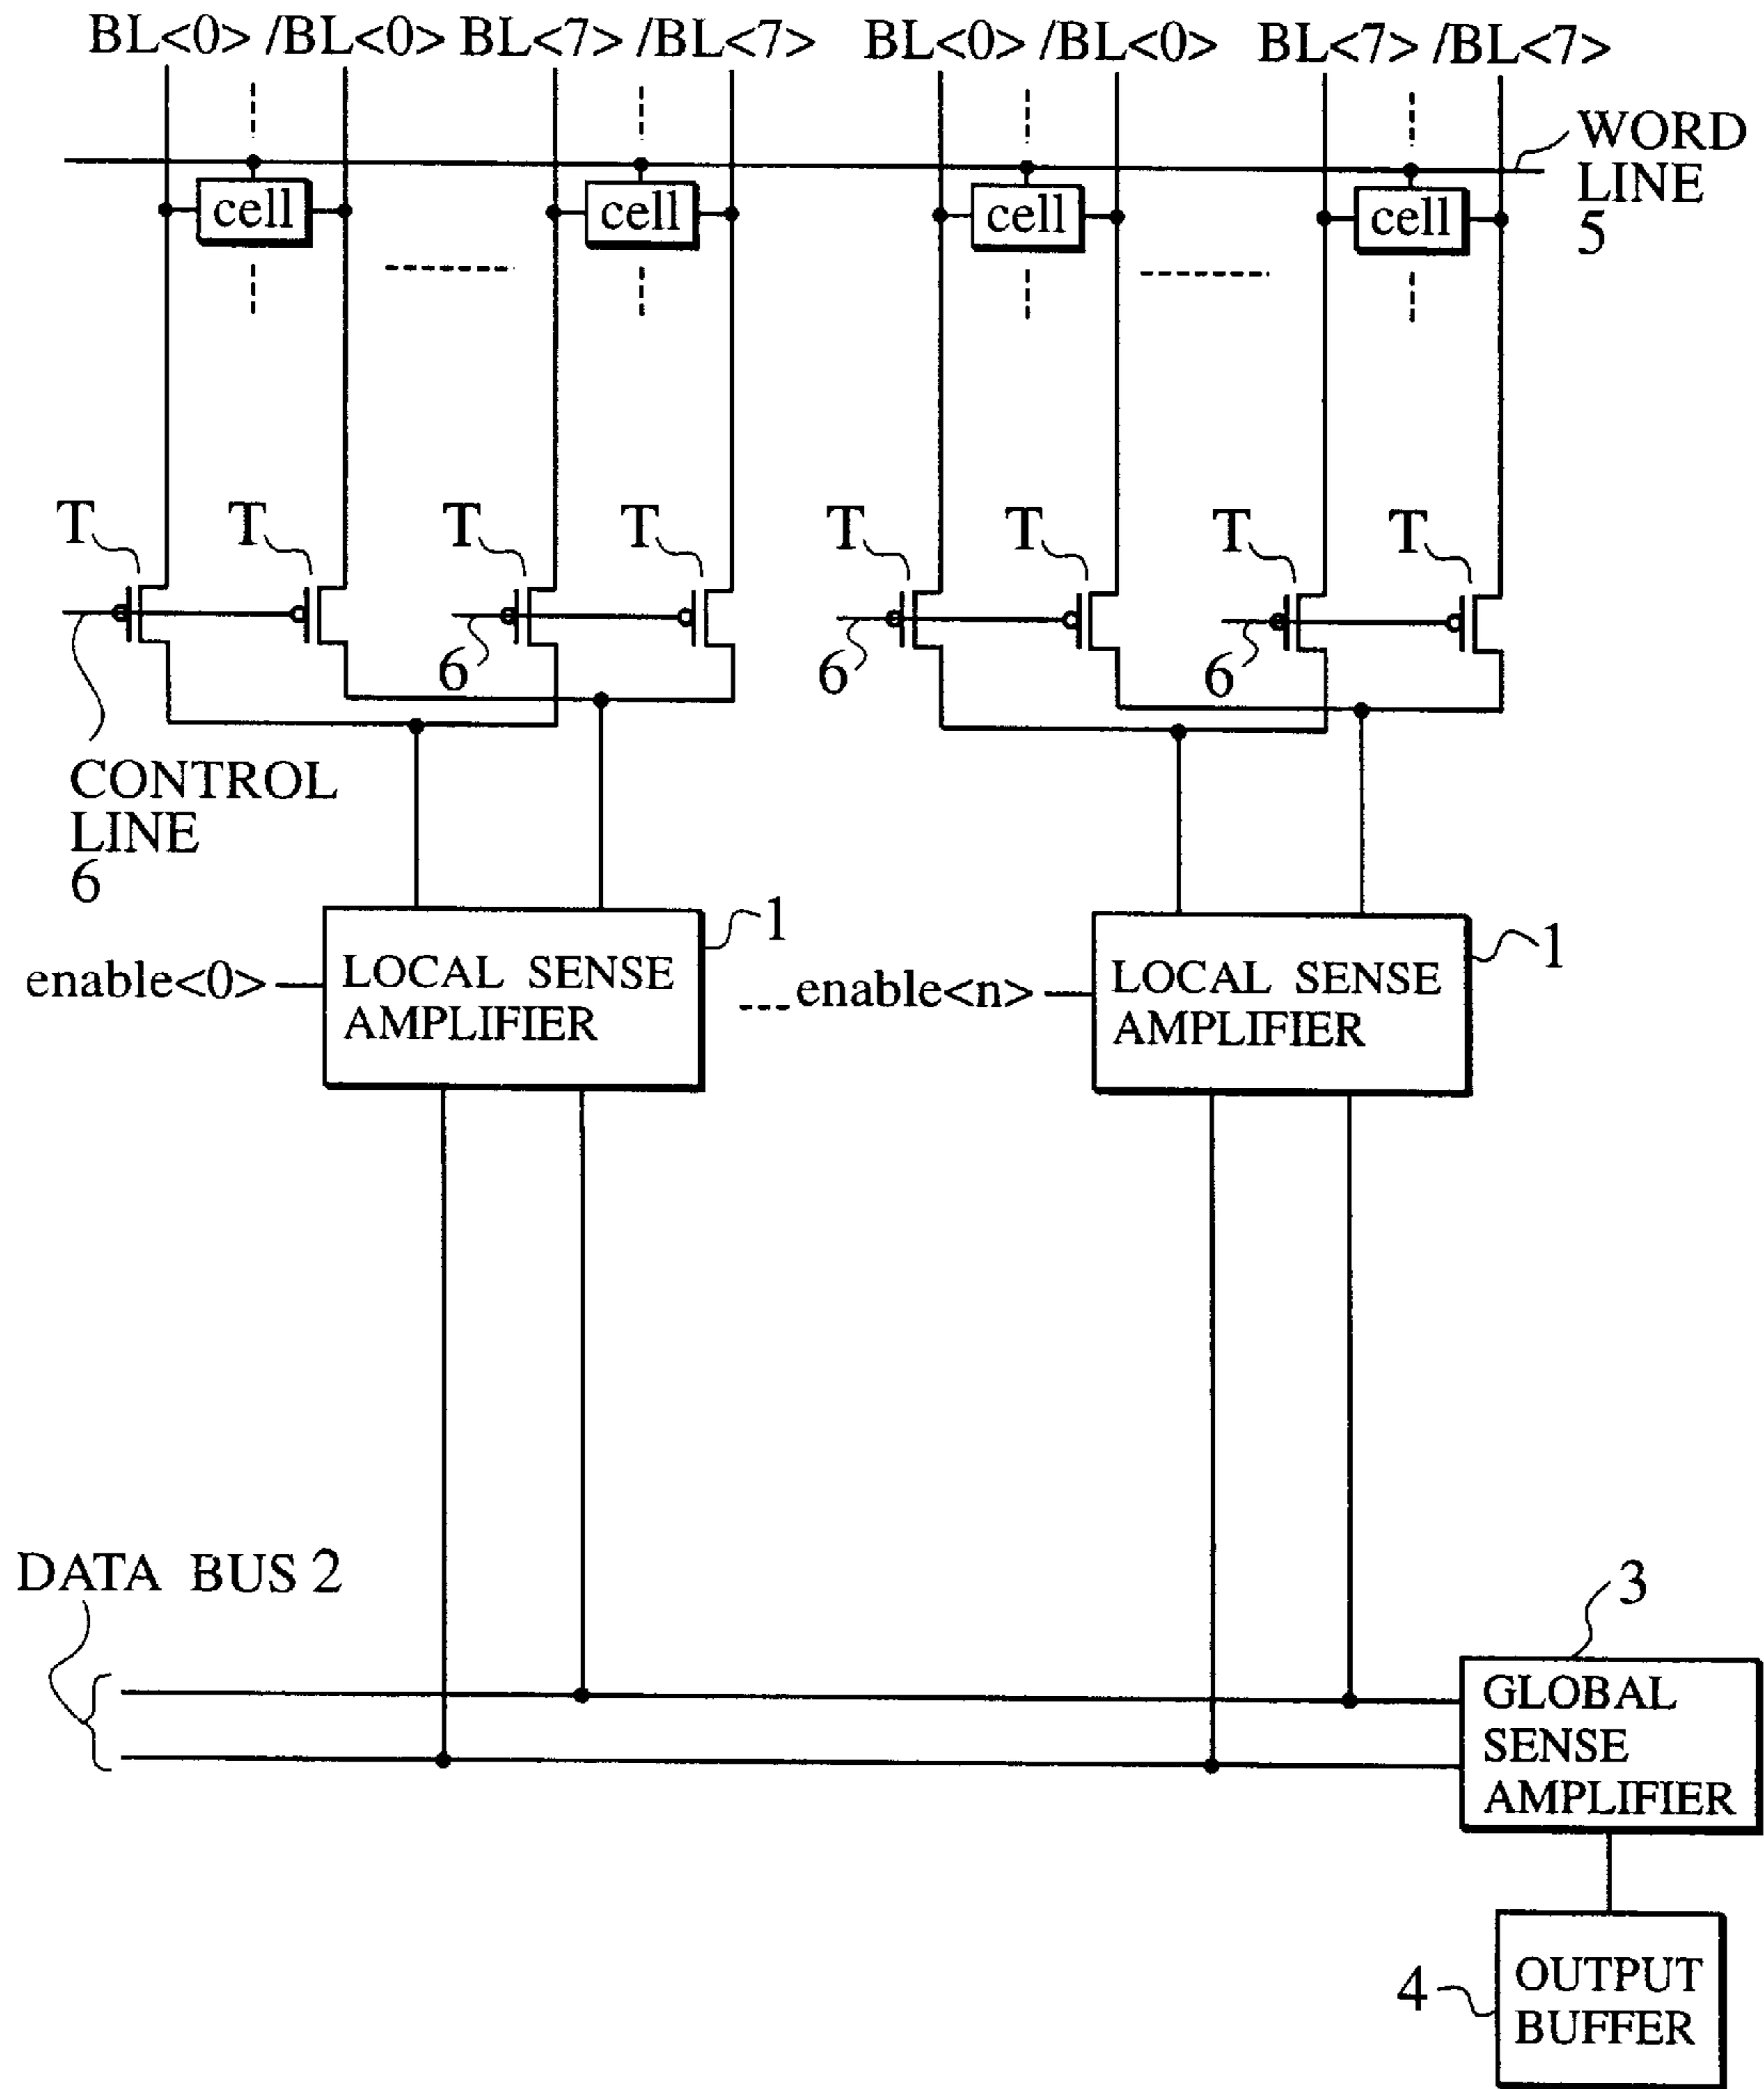 BL<0> /BL<0> BL<7> /BL<7> BL<0> /BL<0> BL<7> /BL<7>
WORD
LINE
5
cell cell cell cell
T T T T T T T T
6 6 6
CONTROL
LINE
6
1 1
enable<0> LOCAL SENSE
AMPLIFIER
enable<n> LOCAL SENSE
AMPLIFIER
DATA BUS 2
3
GLOBAL
SENSE
AMPLIFIER
4
OUTPUT
BUFFER